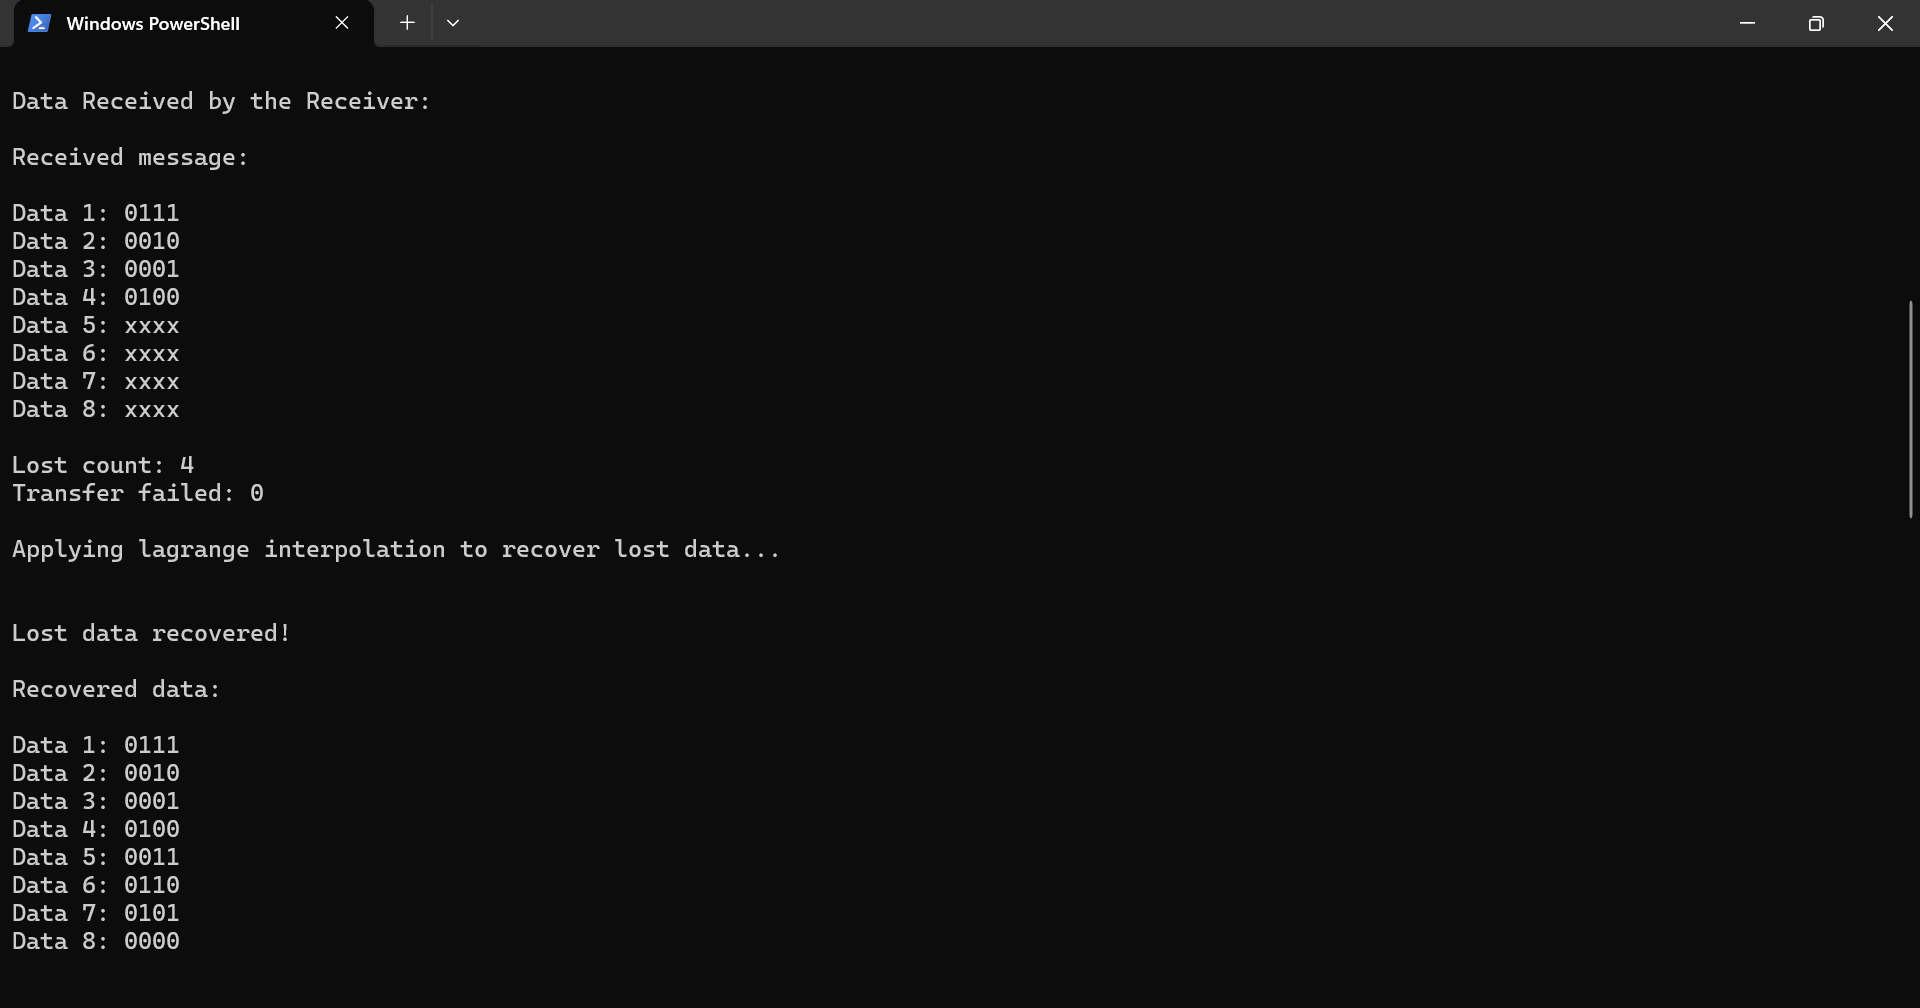 Windows PowerShell
Data Received by the Receiver:
Received message:
Data 1: 0111
Data 2: 0010
Data 3: 0001
Data 4: 0100
Data 5: xxxx
Data 6: xxxx
Data 7: xxxx
Data 8: xxxx
Lost count: 4
Transfer failed: 0
Applying lagrange interpolation to recover lost data...
Lost data recovered!
Recovered data:
Data 1: 0111
Data 2: 0010
Data 3: 0001
Data 4: 0100
Data 5: 0011
Data 6: 0110
Data 7: 0101
Data 8: 0000